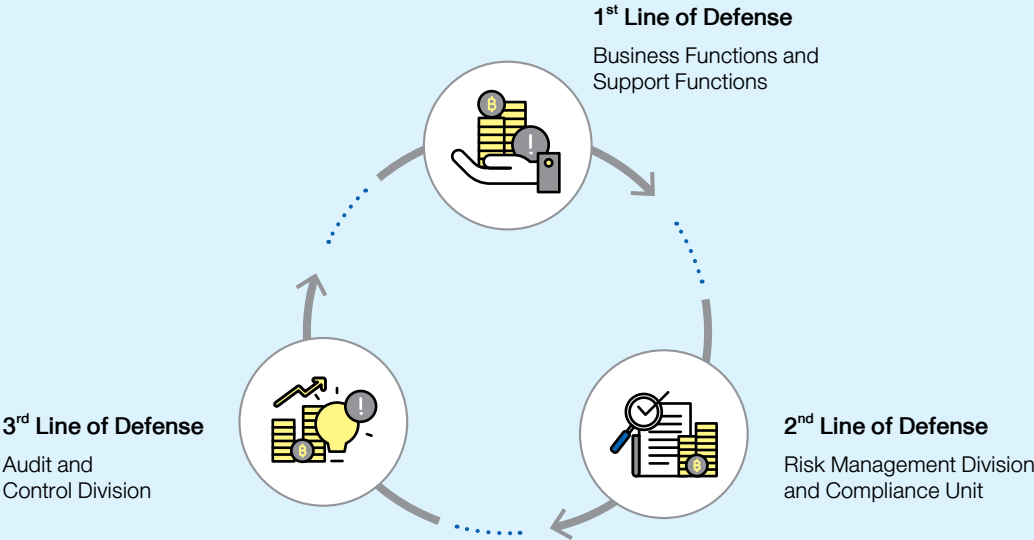 1st Line of Defense
Business Functions and
Support Functions
3rd Line of Defense
Audit and
Control Division
2nd Line of Defense
Risk Management Division
and Compliance Unit